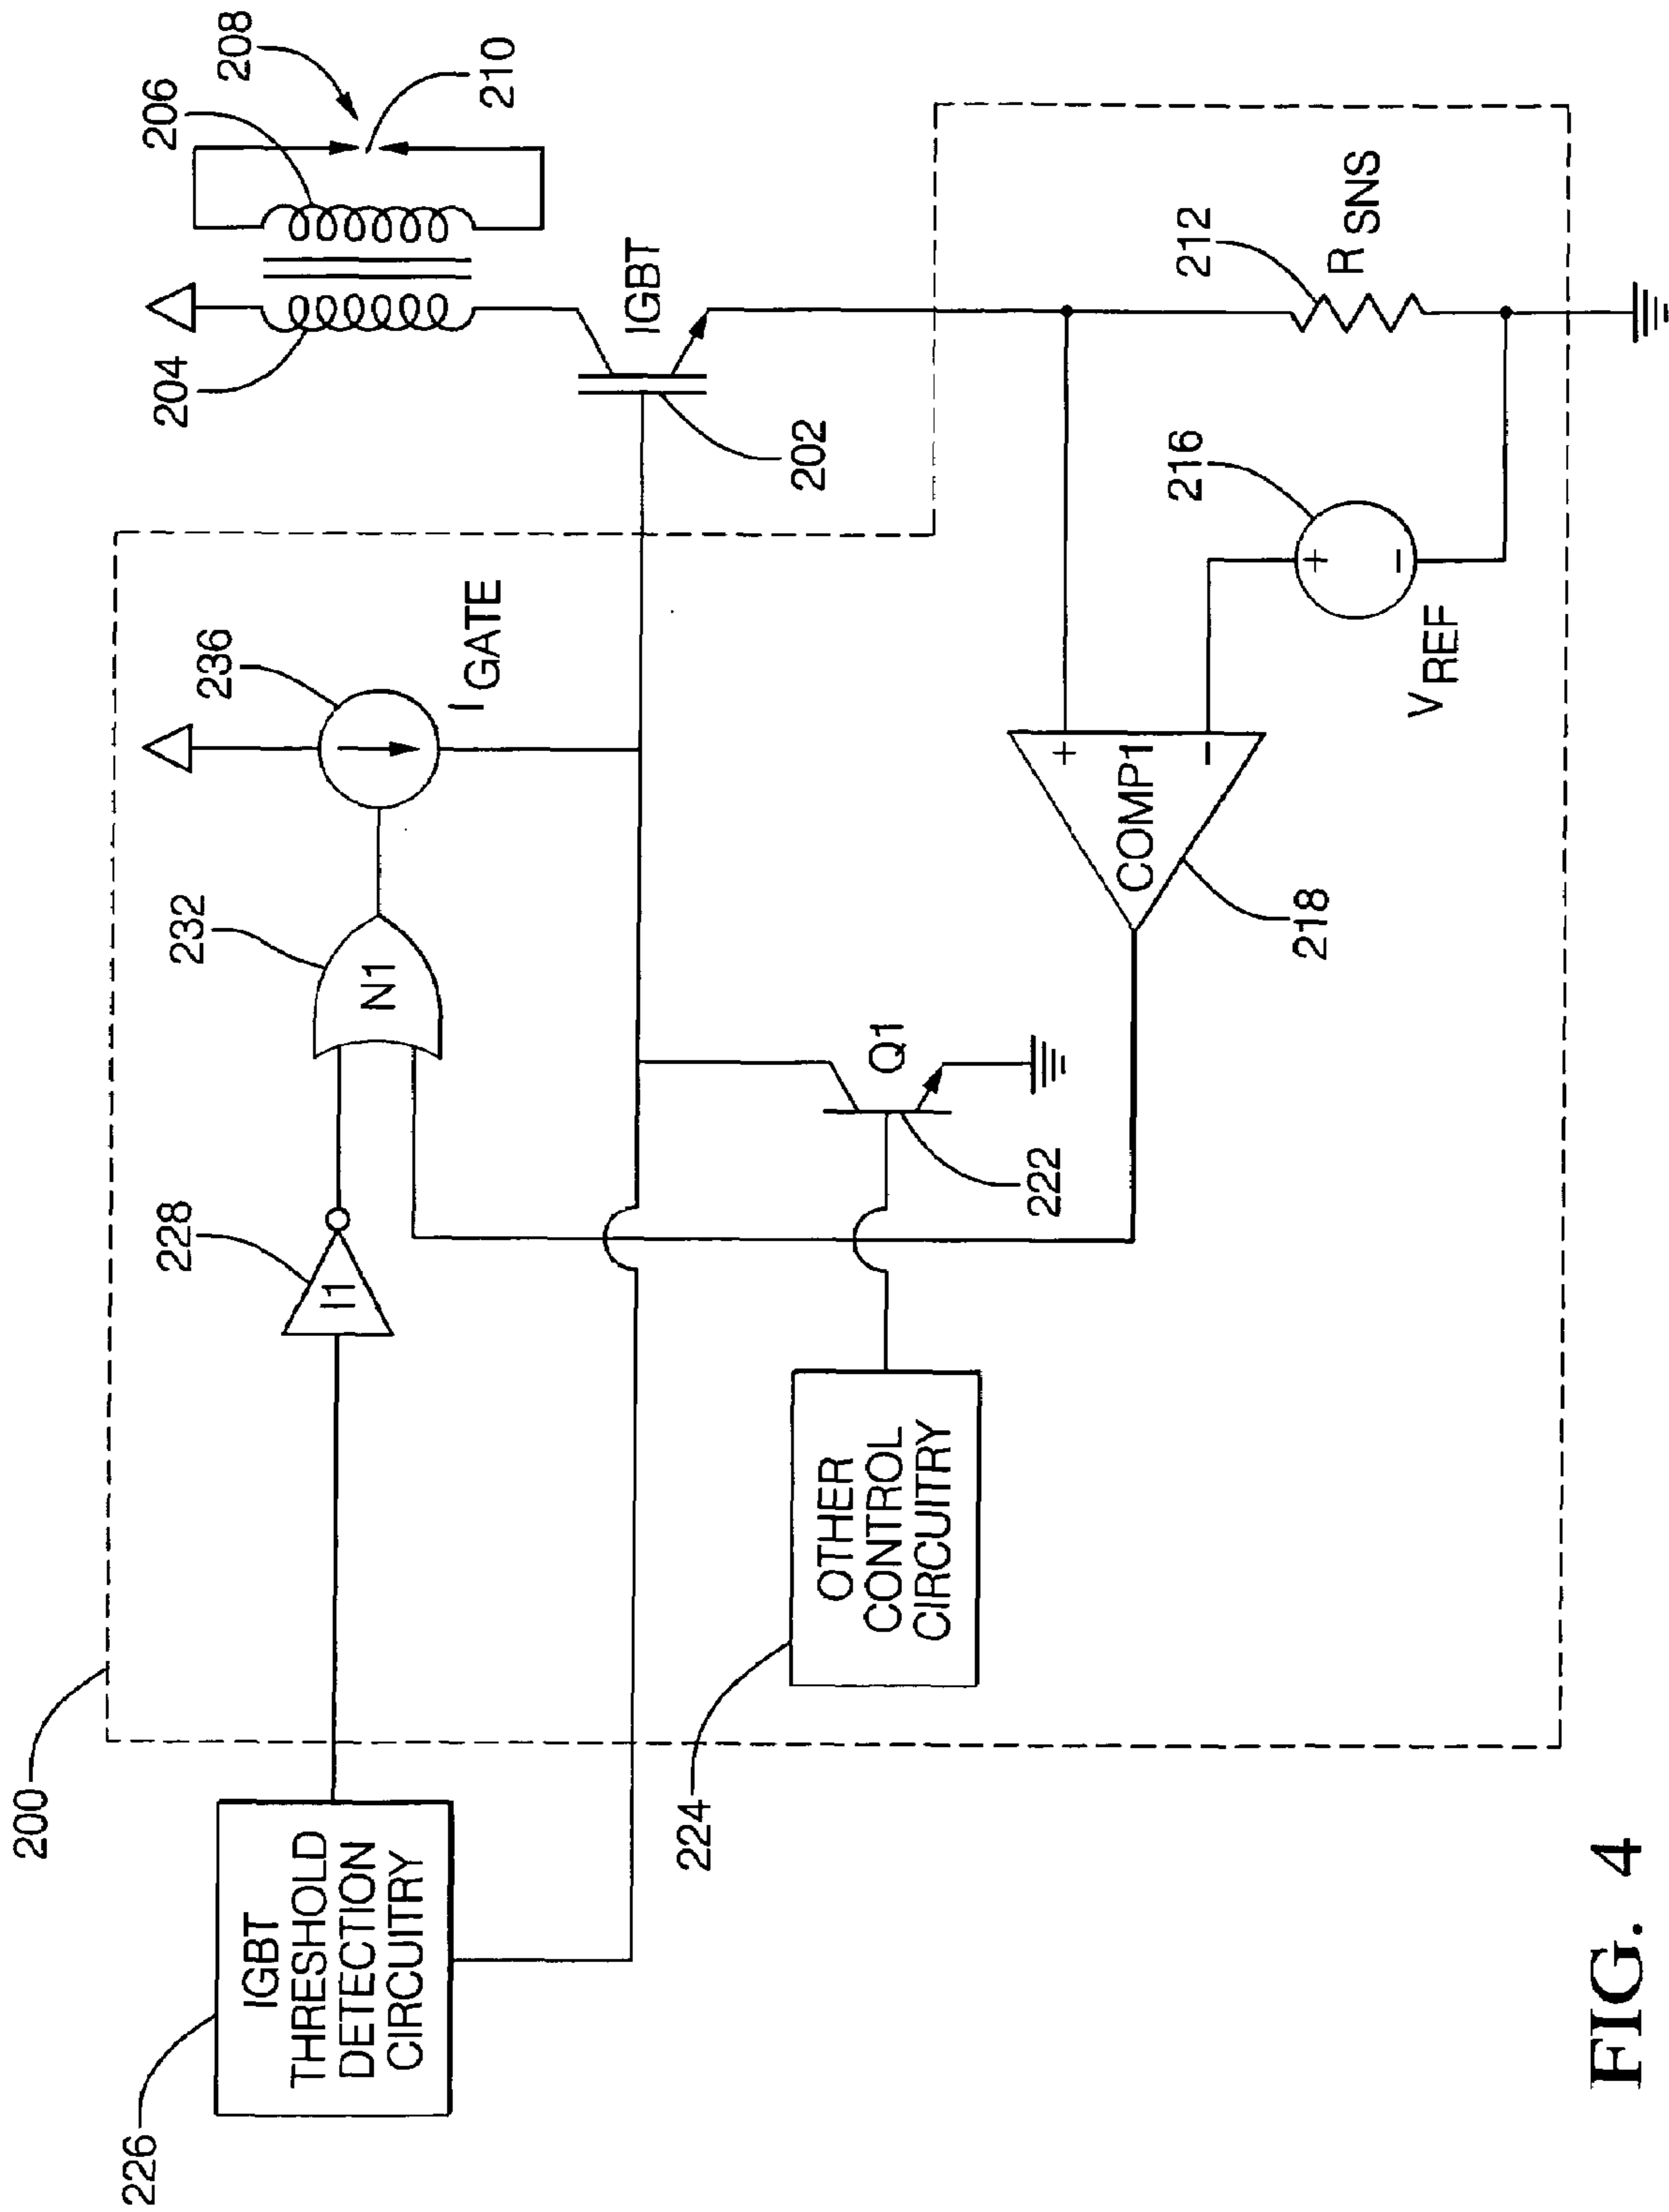 200
226
IGBT
THRESHOLD
DETECTION
CIRCUITRY
228
I1
232
N1
236
I GATE
204
206
208
210
IGBT
202
224
OTHER
CONTROL
CIRCUITRY
222
Q1
COMP1
+
−
218
216
+
−
V REF
212
R SNS
FIG. 4